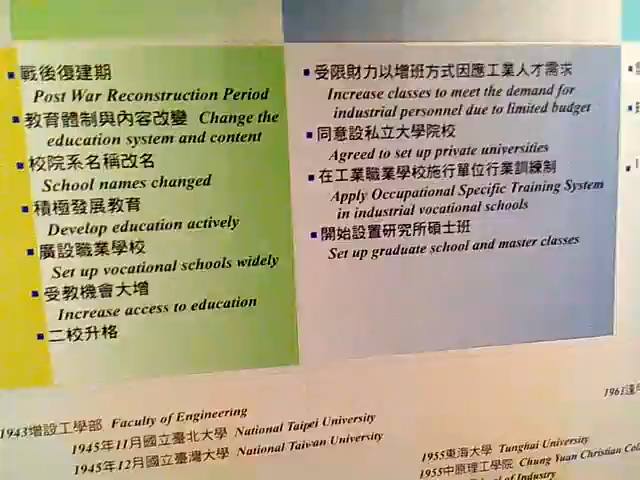 戰後復建期
Post War Reconstruction Period
教育體制與內容改變 Change the
education system and content
校院系名稱改名
School names changed
積極發展教育
Develop education actively
廣設職業學校
Set up vocational schools widely
受教機會大增
Increase access to education
二校升格
受限財力以增班方式因應工業人才需求
Increase classes to meet the demand for
industrial personnel due to limited budget
同意設私立大學院校
Agreed to set up private universities
在工業職業學校施行單位行業訓練制
Apply Occupational Specific Training System
in industrial vocational schools
開始設置研究所碩士班
Set up graduate school and master classes
1943增設工學部 Faculty of Engineering
1945年11月國立臺北大學 National Taipei University
1945年12月國立臺灣大學 National Taiwan University
1961逢
1955東海大學 Tunghai University
1955中原理工學院 Chung Yuan Christian Col
of Industry